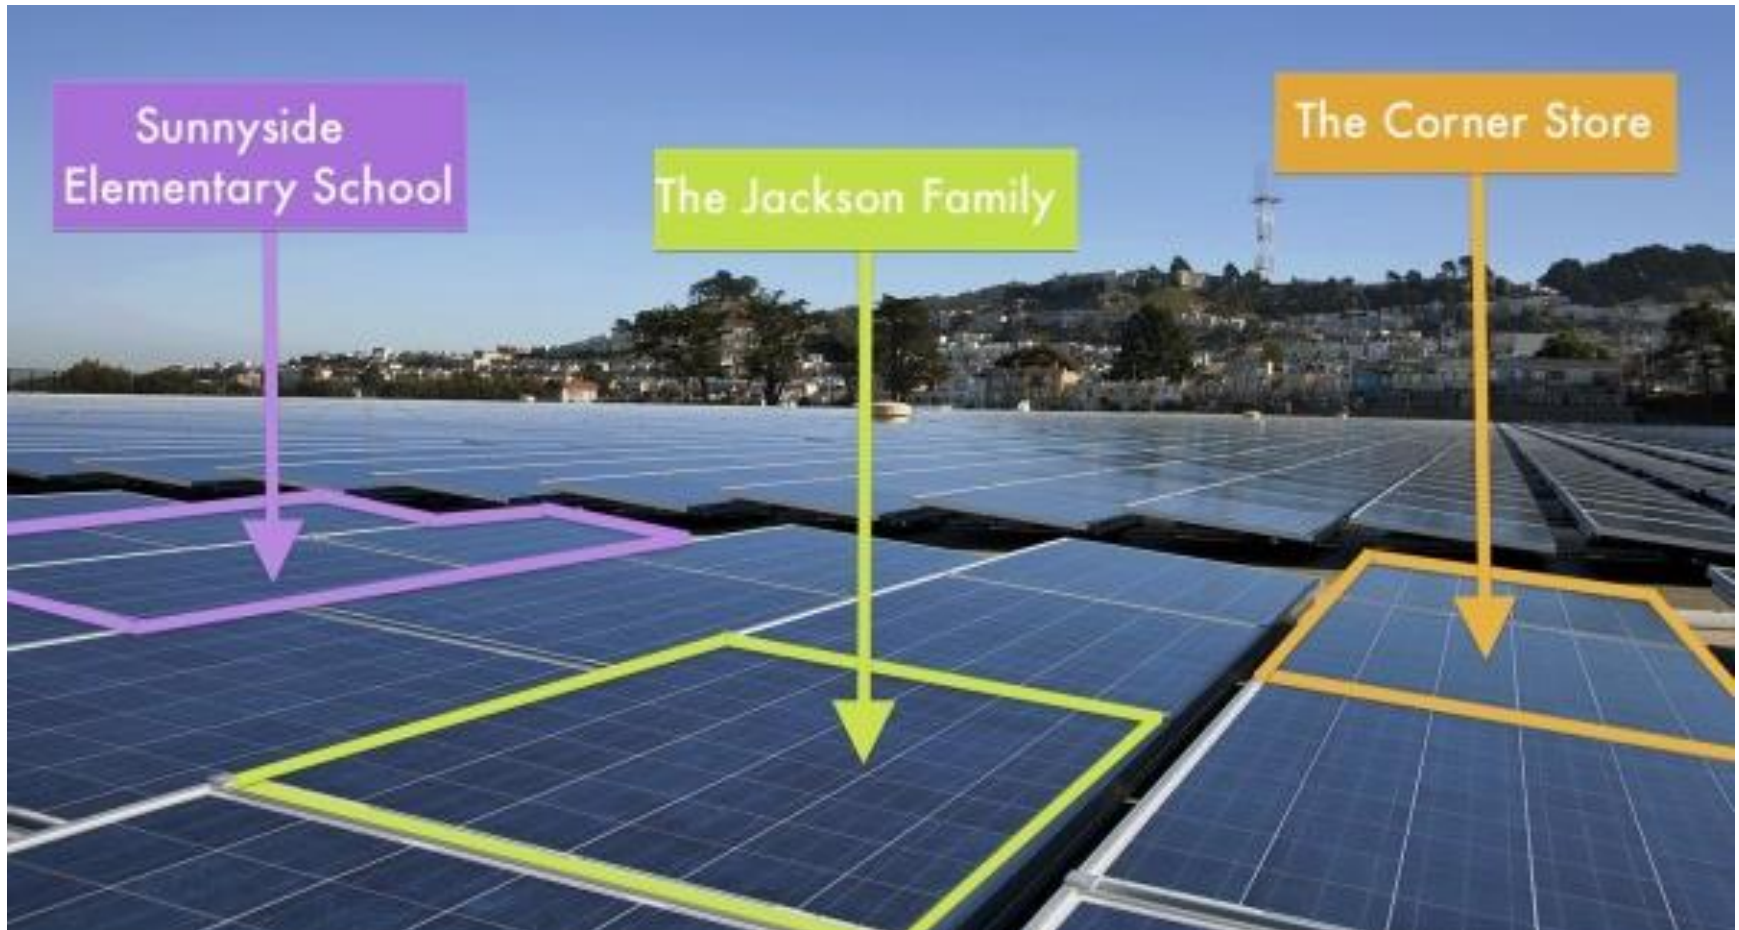 Sunnyside
Elementary School
The Jackson Family
The Corner Store